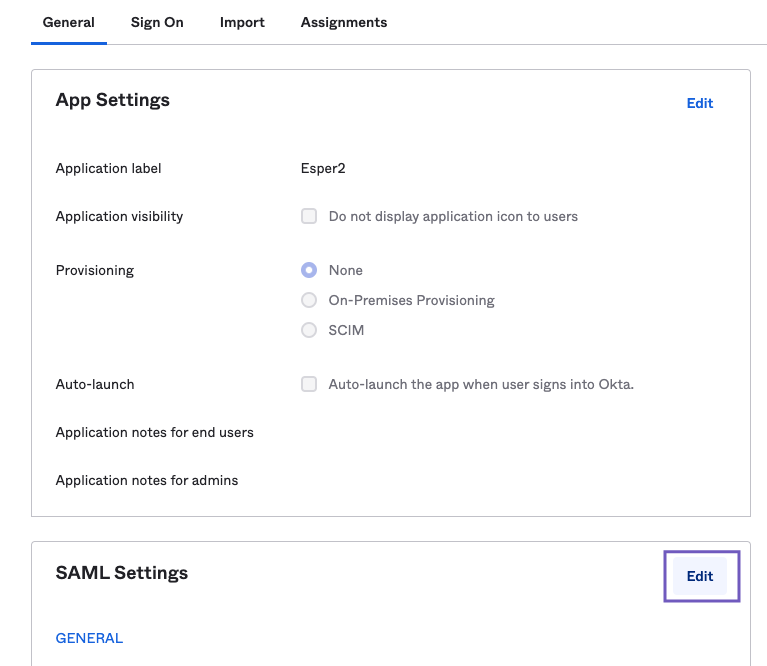 General Sign On Import Assignments
App Settings Edit
Application label Esper2
Application visibility Do not display application icon to users
Provisioning None
On-Premises Provisioning
SCIM
Auto-launch Auto-launch the app when user signs into Okta.
Application notes for end users
Application notes for admins
SAML Settings Edit
GENERAL